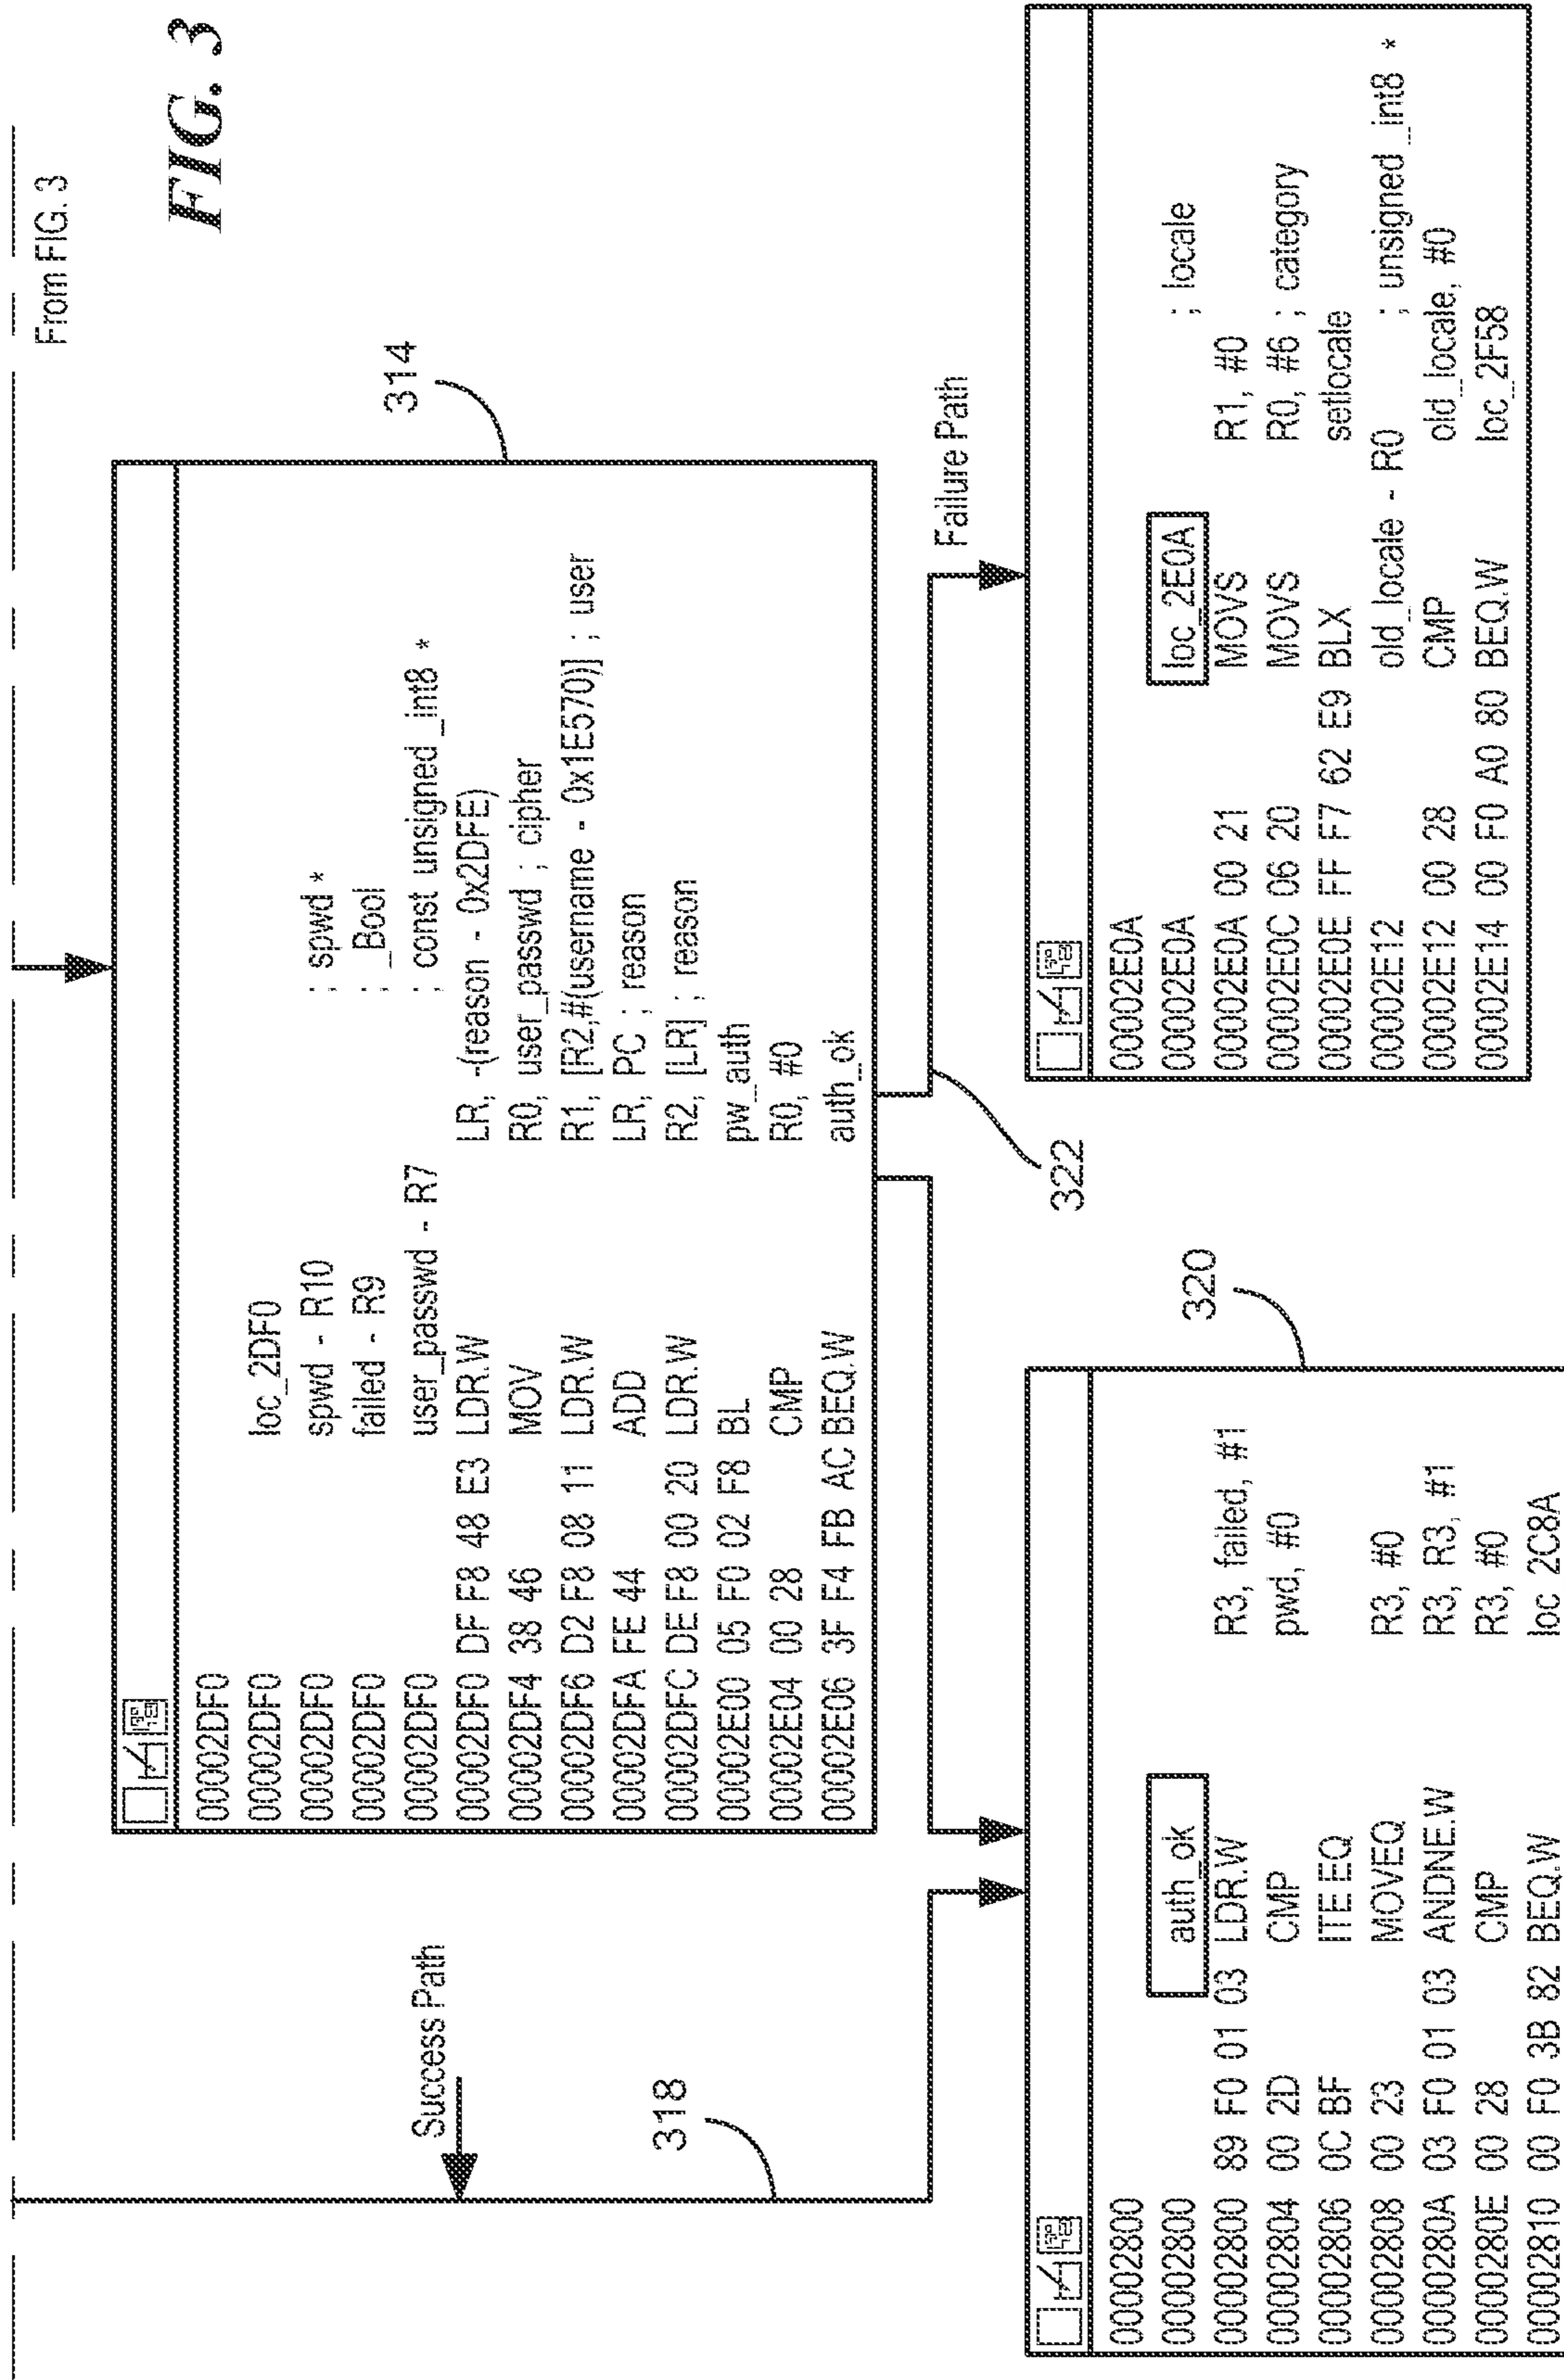 From FIG. 3
FIG. 3
314
00002DF0
00002DF0 loc_2DF0
00002DF0 spwd - R10 ; spwd *
00002DF0 failed - R9 ; _Bool
00002DF0 user_passwd - R7 ; const unsigned _int8 *
00002DF0 DF F8 48 E3 LDR.W LR, -(reason - 0x2DFE)
00002DF4 38 46 MOV R0, user_passwd ; cipher
00002DF6 D2 F8 08 11 LDR.W R1, [R2,#(username - 0x1E570)] ; user
00002DFA FE 44 ADD LR, PC ; reason
00002DFC DE F8 00 20 LDR.W R2, [LR] ; reason
00002E00 05 F0 02 F8 BL pw_auth
00002E04 00 28 CMP R0, #0
00002E06 3F F4 FB AC BEQ.W auth_ok
Success Path
318
322
Failure Path
320
00002800
00002800 auth_ok
00002800 89 F0 01 03 LDR.W R3, failed, #1
00002804 00 2D CMP pwd, #0
00002806 0C BF ITE EQ
00002808 00 23 MOVEQ R3, #0
0000280A 03 F0 01 03 ANDNE.W R3, R3, #1
0000280E 00 28 CMP R3, #0
00002810 00 F0 3B 82 BEQ.W loc_2C8A
00002E0A
00002E0A loc_2E0A ; locale
00002E0A 00 21 MOVS R1, #0
00002E0C 06 20 MOVS R0, #6 ; category
00002E0E FF F7 62 E9 BLX setlocale
00002E12 old_locale - R0 ; unsigned _int8 *
00002E12 00 28 CMP old_locale, #0
00002E14 00 F0 A0 80 BEQ.W loc_2F58